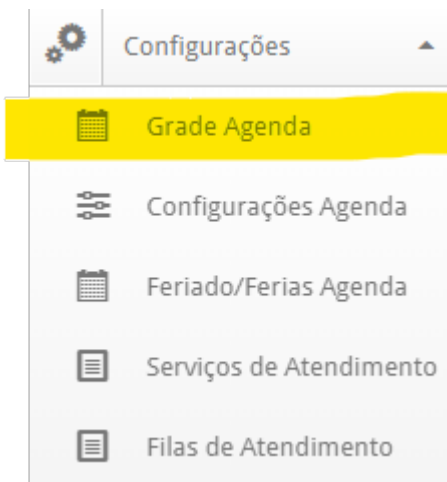 Configurações
Grade Agenda
Configurações Agenda
Feriado/Ferias Agenda
Serviços de Atendimento
Filas de Atendimento